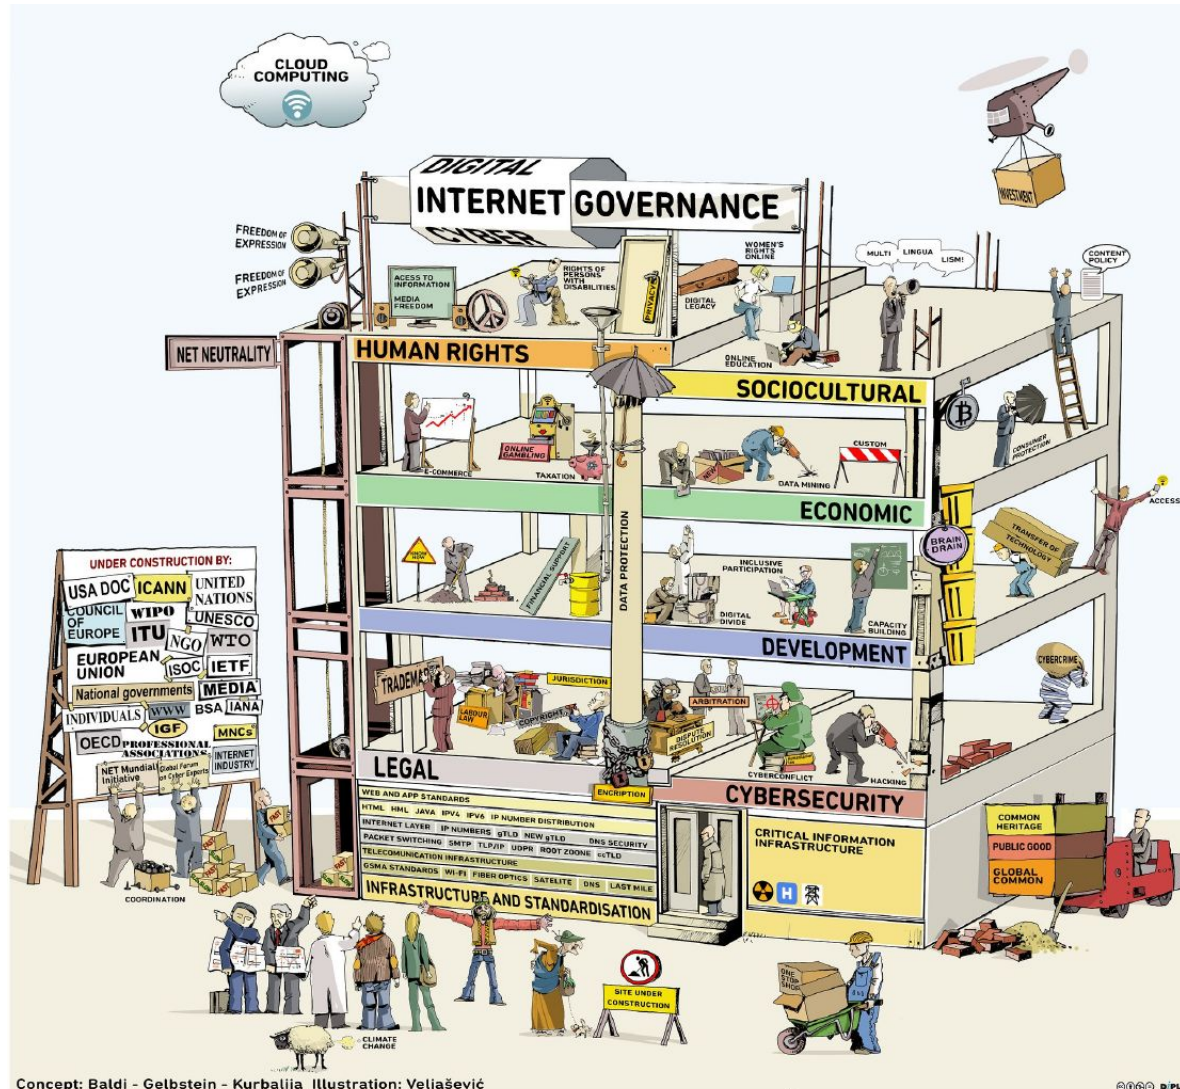 CLOUD
COMPUTING
INVESTMENT
DIGITAL
INTERNET GOVERNANCE
CYBER
FREEDOM OF
EXPRESSION
FREEDOM OF
EXPRESSION
ACESS TO
INFORMATION
MEDIA
FREEDOM
RIGHTS OF
PERSONS
WITH
DISABILITIES
PRIVACY
DIGITAL
LEGACY
WOMEN'S
RIGHTS
ONLINE
MULTI LINGUA LISM!
CONTENT
POLICY
ONLINE
EDUCATION
NET NEUTRALITY
HUMAN RIGHTS
SOCIOCULTURAL
E-COMMERCE
ONLINE
GAMBLING
TAXATION
DATA MINING
CUSTOM
CONSUMER
PROTECTION
ECONOMIC
DATA PROTECTION
FINANCIAL SUPPORT
DIGITAL
DIVIDE
INCLUSIVE
PARTICIPATION
CAPACITY
BUILDING
BRAIN
DRAIN
TRANSFER OF
TECHNOLOGY
ACCESS
DEVELOPMENT
TRADEMARK
LABOUR
LAW
JURISDICTION
COPYRIGHT
ARBITRATION
DISPUTE
RESOLUTION
CYBERCONFLICT
HACKING
CYBERCRIME
LEGAL
ENCRIPTION
CYBERSECURITY
WEB AND APP STANDARDS
HTML HML JAVA IPV4 IPV6 IP NUMBER DISTRIBUTION
INTERNET LAYER IP NUMBERS gTLD NEW gTLD DNS SECURITY
PACKET SWITCHING SMTP TLP/IP UDPR ROOT ZOONE ccTLD
TELECOMMUNICATION INFRASTRUCTURE
GSMA STANDARDS WI-FI FIBER OPTICS SATELITE DNS LAST MILE
INFRASTRUCTURE AND STANDARDISATION
CRITICAL INFORMATION
INFRASTRUCTURE
H
COMMON
HERITAGE
PUBLIC GOOD
GLOBAL
COMMON
UNDER CONSTRUCTION BY:
USA DOC ICANN UNITED
NATIONS
COUNCIL
OF
EUROPE
WIPO
UNESCO
ITU NGO WTO
EUROPEAN
UNION
ISOC IETF
National governments MEDIA
INDIVIDUALS WWW BSA IANA
IGF
MNCs
OECD PROFESSIONAL
ASSOCIATIONS
INTERNET
INDUSTRY
NET Mundial
Initiative
Global Forum
on Cyber Experts
FAST
COORDINATION
CLIMATE
CHANGE
SITE UNDER
CONSTRUCTION
ONE
STOP
SHOP
Concept: Baldi - Gelbstein - Kurbalija Illustration: Veljašević